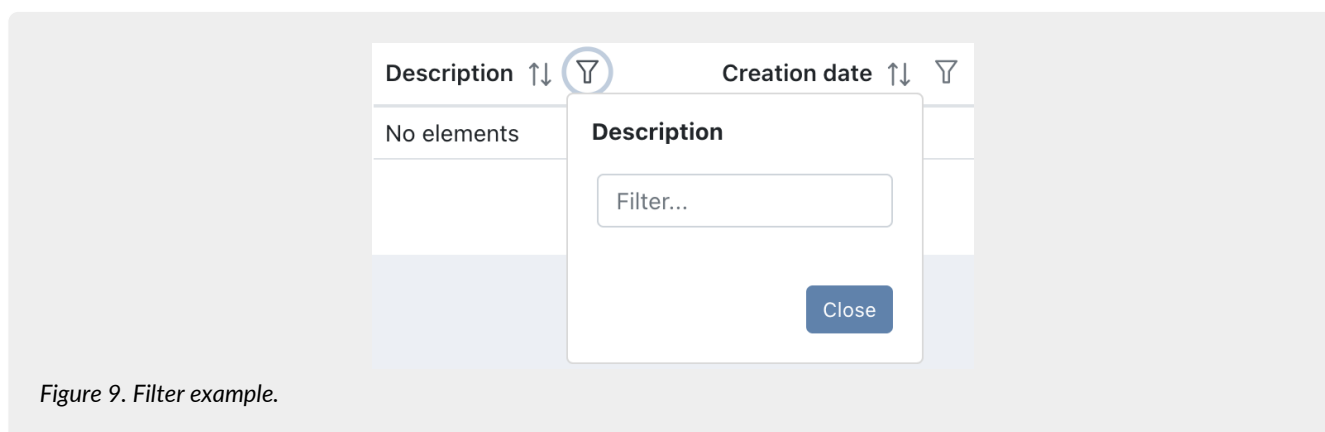 Description Creation date
No elements
Description
Filter...
Close
Figure 9. Filter example.